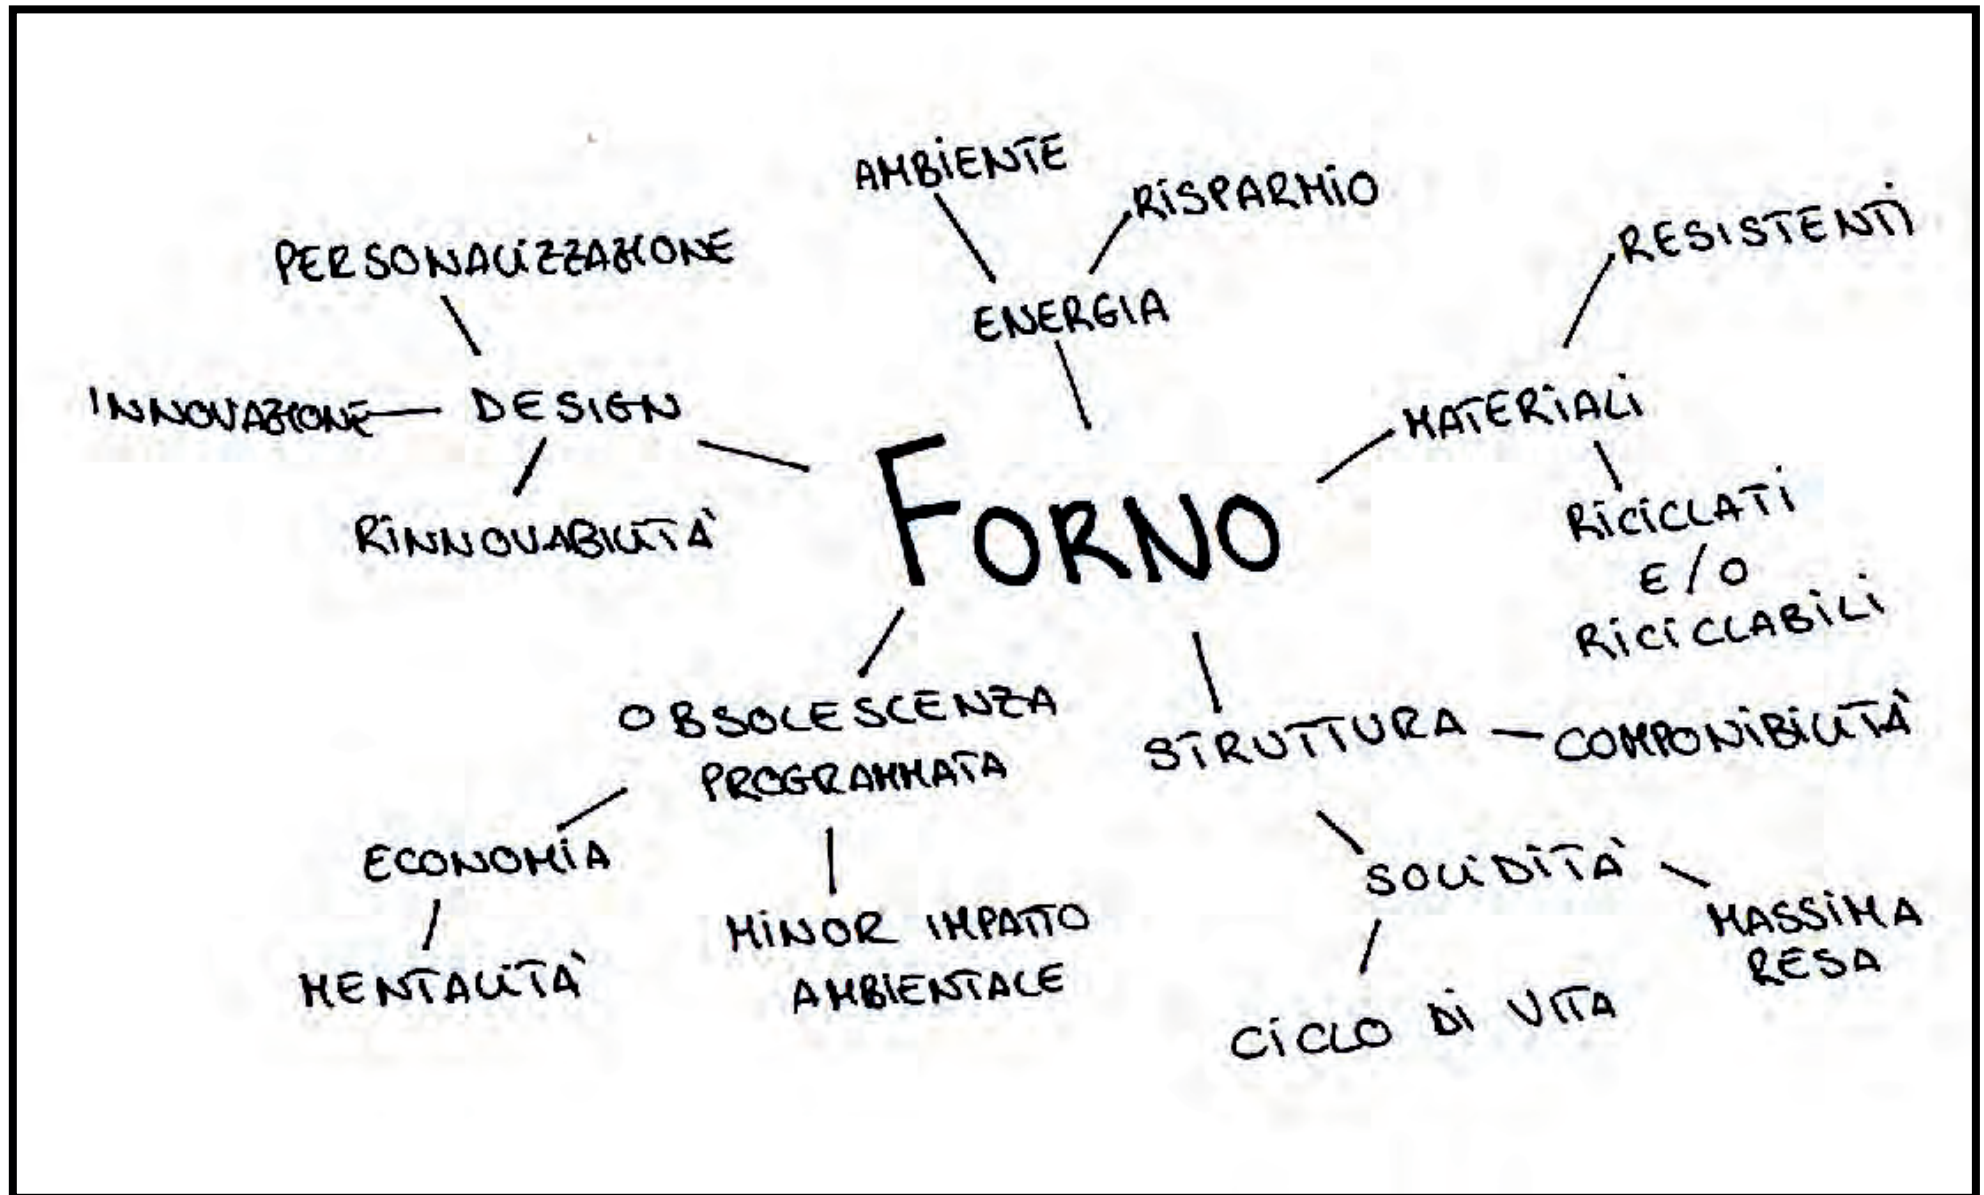 AMBIENTE
RISPARMIO
RESISTENTI
PERSONALIZZAZIONE
ENERGIA
INNOVAZIONE
DESIGN
MATERIALI
FORNO
RICICLATI
E/O
RICICLABILI
RINNOVABILITÀ
OBSOLESCENZA
PROGRAMMATA
STRUTTURA
COMPONIBILITÀ
ECONOMIA
SOLIDITÀ
MINOR IMPATTO
AMBIENTALE
MASSIMA
RESA
MENTALITÀ
CICLO DI VITA